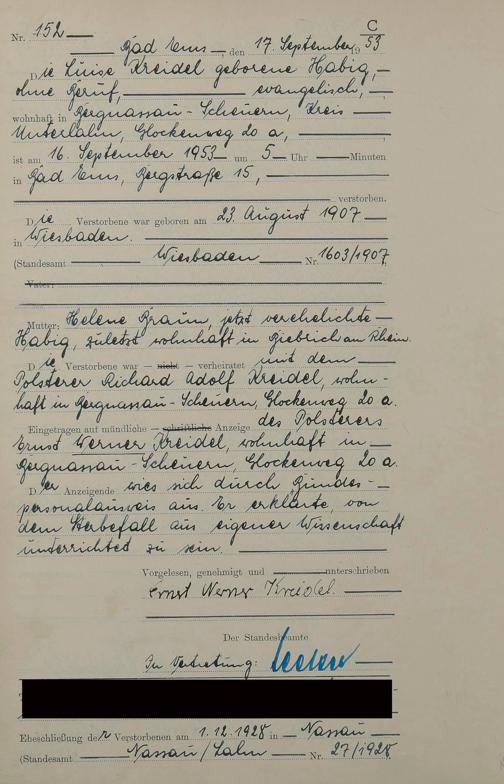 C
Nr. 152
Bad Ems, den 17. September 1953
Die Luise Kreidel geborene Habig,
ohne Beruf, evangelisch,
wohnhaft in Bergnassau-Scheuern, Kreis
Unterlahn, Glockenweg 20 a,
ist am 16. September 1953 um 5 Uhr Minuten
in Bad Ems, Bergstraße 15,
verstorben.
Die Verstorbene war geboren am 23. August 1907
in Wiesbaden.
(Standesamt Wiesbaden Nr. 1603/1907
Vater:
Mutter: Helene Braun, jetzt verehelichte
Habig, zuletzt wohnhaft in Biebrich am Rhein.
Die Verstorbene war – nicht – verheiratet mit dem
Polsterer Richard Adolf Kreidel, wohn-
haft in Bergnassau-Scheuern, Glockenweg 20 a.
Eingetragen auf mündliche – schriftliche – Anzeige des Polsterers
Ernst Werner Kreidel, wohnhaft in
Bergnassau-Scheuern, Glockenweg 20 a.
Der Anzeigende wies sich durch Bundes-
personalausweis aus. Er erklärte, von
dem Sterbefall aus eigener Wissenschaft
unterrichtet zu sein.
Vorgelesen, genehmigt und unterschrieben
Ernst Werner Kreidel.
Der Standesbeamte
In Vertretung:
Eheschließung der Verstorbenen am 1.12.1928 in Nassau
(Standesamt Nassau/Lahn Nr. 27/1928